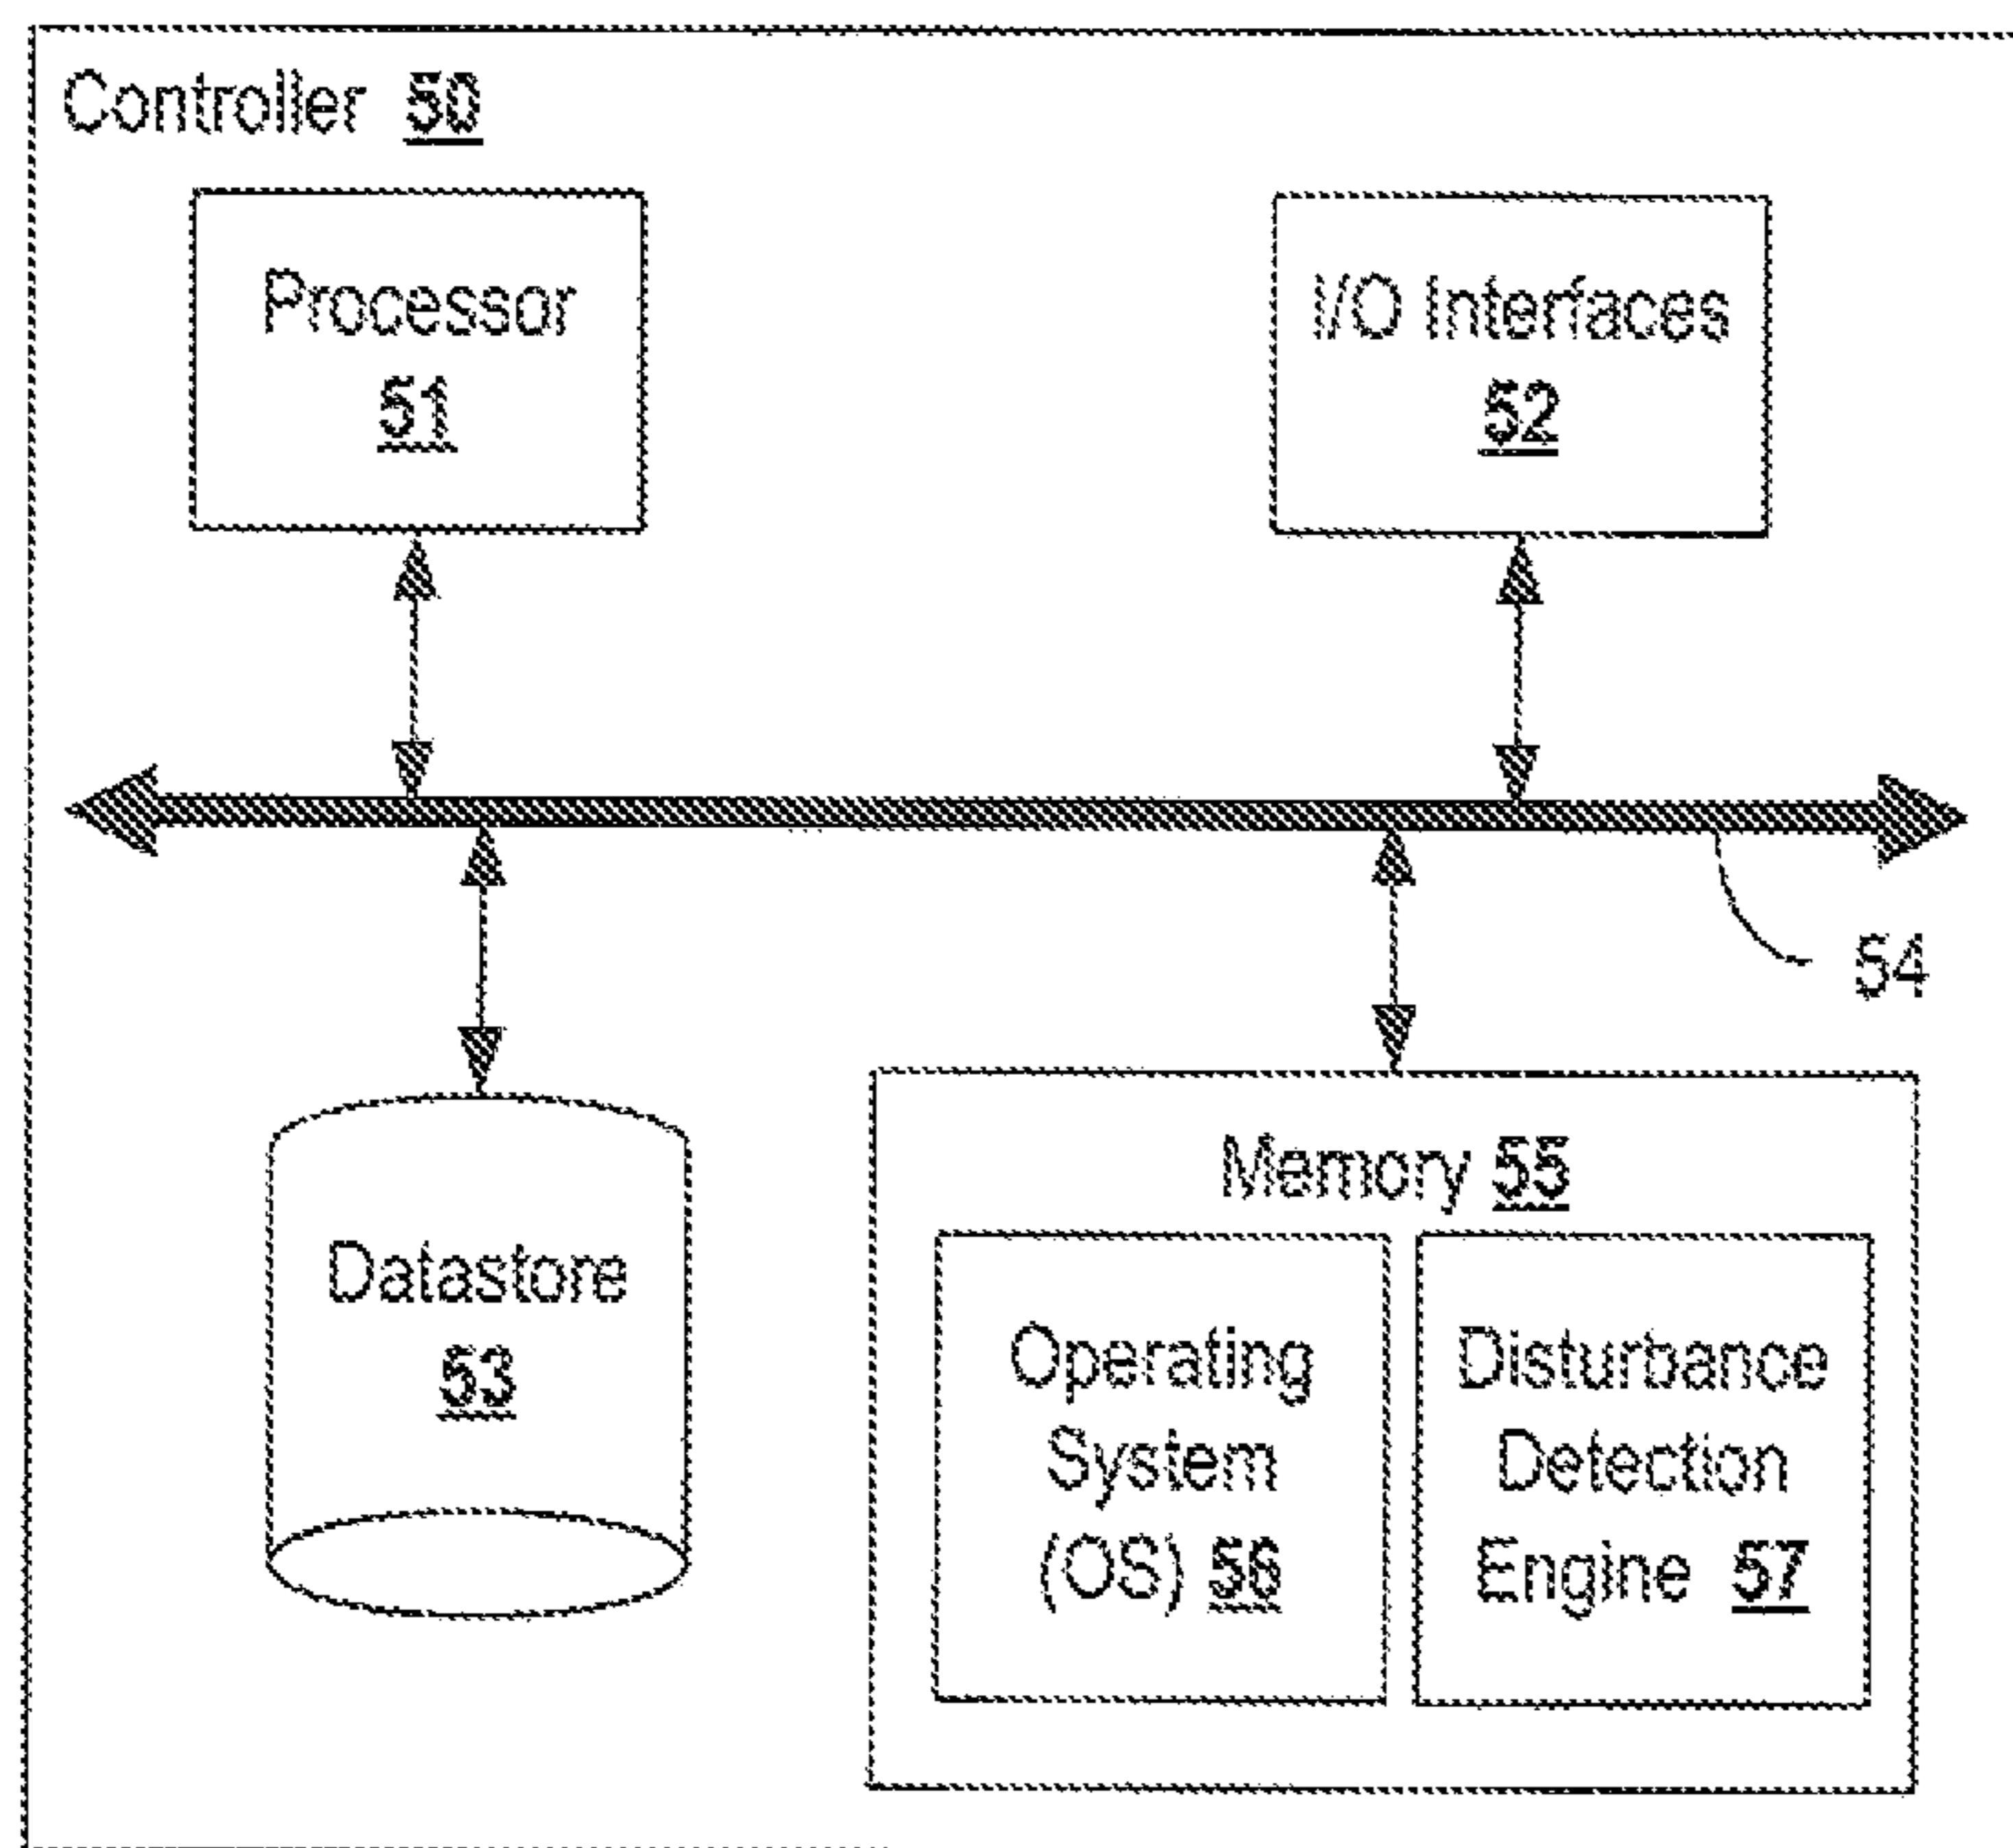 Controller 50
Processor
51
I/O Interfaces
52
54
Datastore
53
Memory 55
Operating
System
(OS) 56
Disturbance
Detection
Engine 57